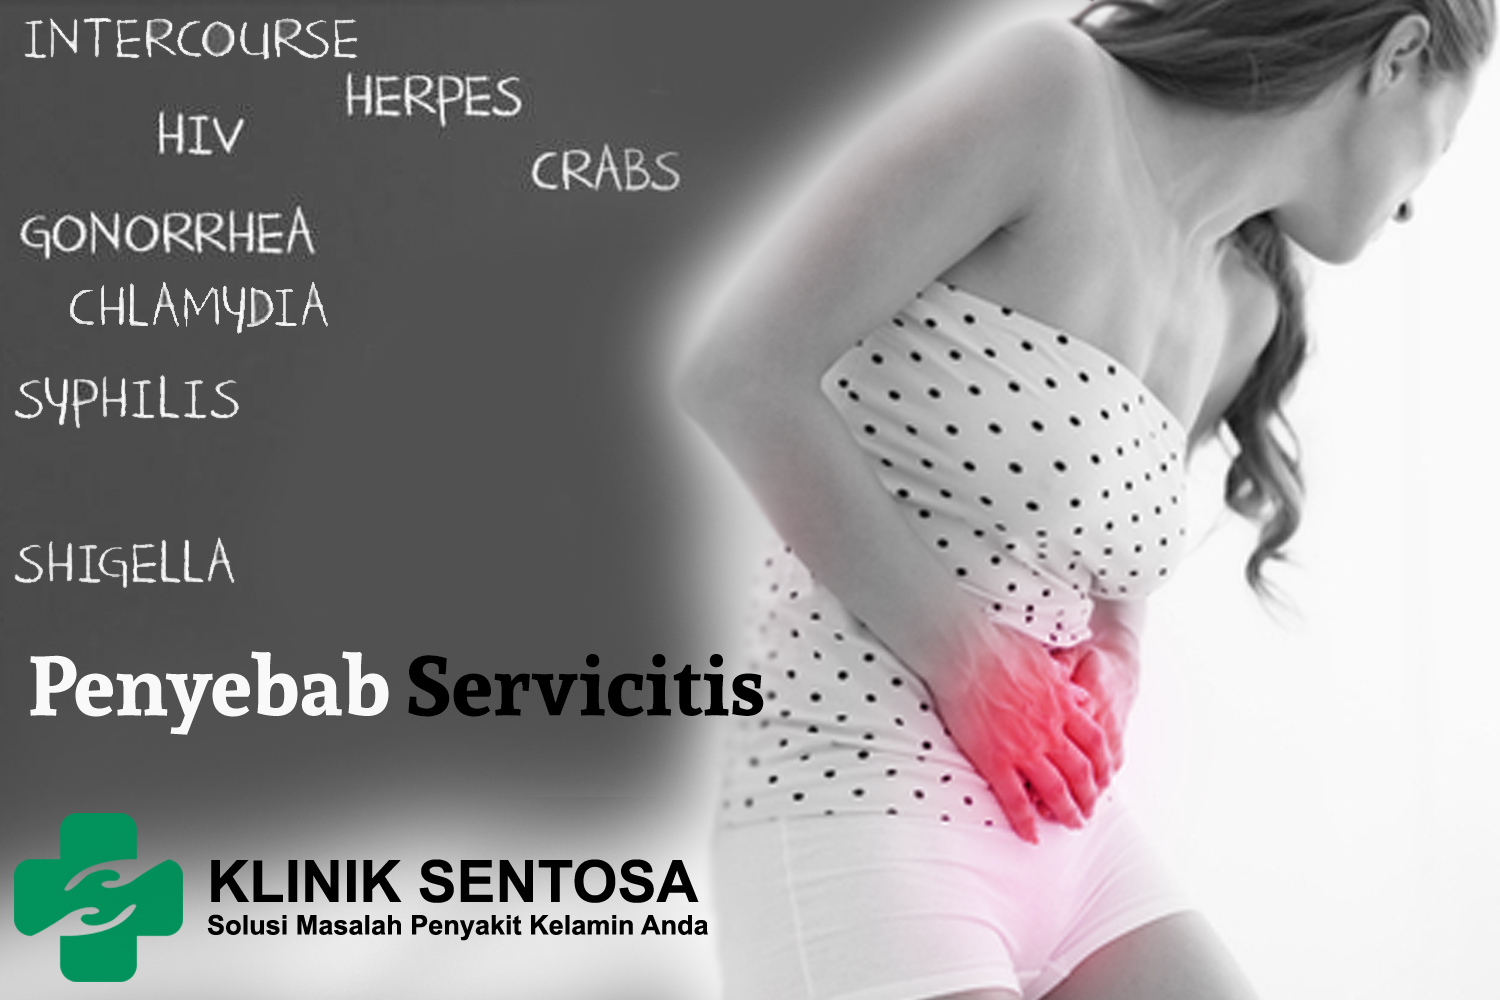 INTERCOURSE
HERPES
HIV
CRABS
GONORRHEA
CHLAMYDIA
SYPHILIS
SHIGELLA
Penyebab Servicitis
KLINIK SENTOSA
Solusi Masalah Penyakit Kelamin Anda